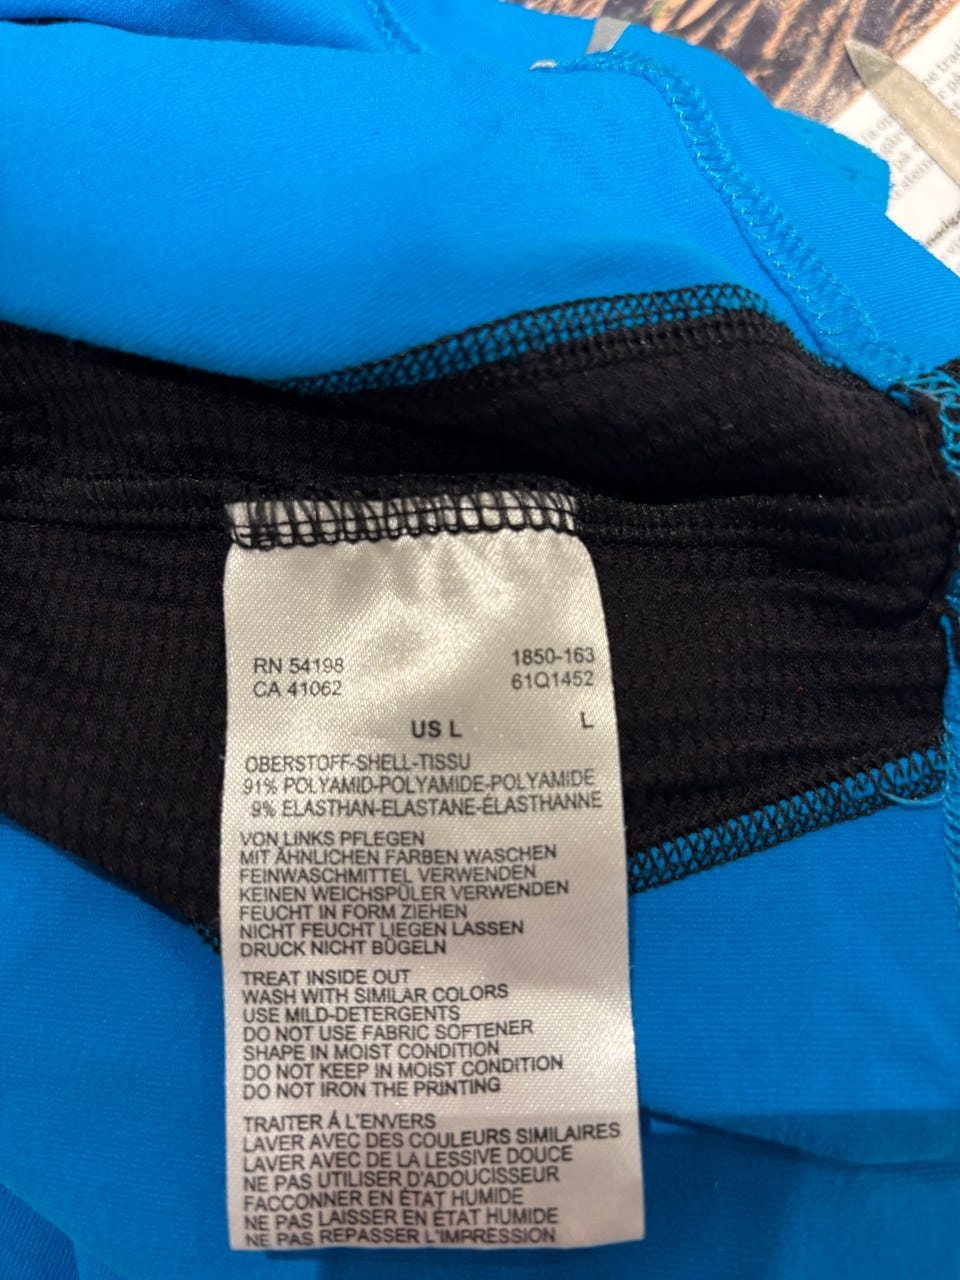 RN 54198 1850-163
CA 41062 61Q1452
US L L
OBERSTOFF-SHELL-TISSU
91% POLYAMID-POLYAMIDE-POLYAMIDE
9% ELASTHAN-ELASTANE-ÉLASTHANNE
VON LINKS PFLEGEN
MIT ÄHNLICHEN FARBEN WASCHEN
FEINWASCHMITTEL VERWENDEN
KEINEN WEICHSPÜLER VERWENDEN
FEUCHT IN FORM ZIEHEN
NICHT FEUCHT LIEGEN LASSEN
DRUCK NICHT BÜGELN
TREAT INSIDE OUT
WASH WITH SIMILAR COLORS
USE MILD-DETERGENTS
DO NOT USE FABRIC SOFTENER
SHAPE IN MOIST CONDITION
DO NOT KEEP IN MOIST CONDITION
DO NOT IRON THE PRINTING
TRAITER Á L'ENVERS
LAVER AVEC DES COULEURS SIMILAIRES
LAVER AVEC DE LA LESSIVE DOUCE
NE PAS UTILISER D'ADOUCISSEUR
FACCONNER EN ÉTAT HUMIDE
NE PAS LAISSER EN ÉTAT HUMIDE
NE PAS REPASSER L'IMPRESSION